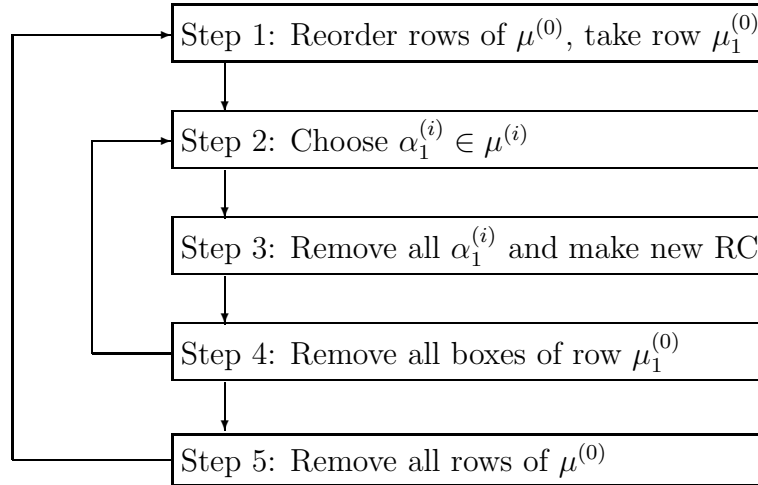 Step 1: Reorder rows of μ^{(0)}, take row μ_1^{(0)}
Step 2: Choose α_1^{(i)} ∈ μ^{(i)}
Step 3: Remove all α_1^{(i)} and make new RC
Step 4: Remove all boxes of row μ_1^{(0)}
Step 5: Remove all rows of μ^{(0)}